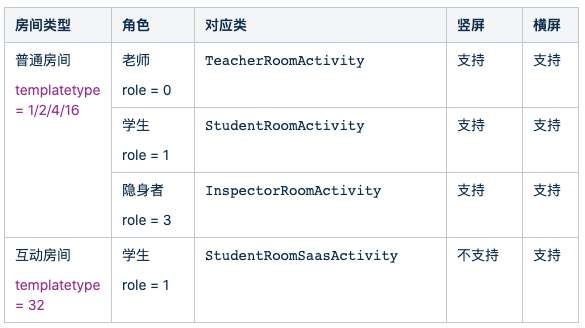 房间类型 角色 对应类 竖屏 横屏
普通房间 老师 TeacherRoomActivity 支持 支持
templatetype role = 0
= 1/2/4/16
学生 StudentRoomActivity 支持 支持
role = 1
隐身者 InspectorRoomActivity 支持 支持
role = 3
互动房间 学生 StudentRoomSaasActivity 不支持 支持
templatetype role = 1
= 32